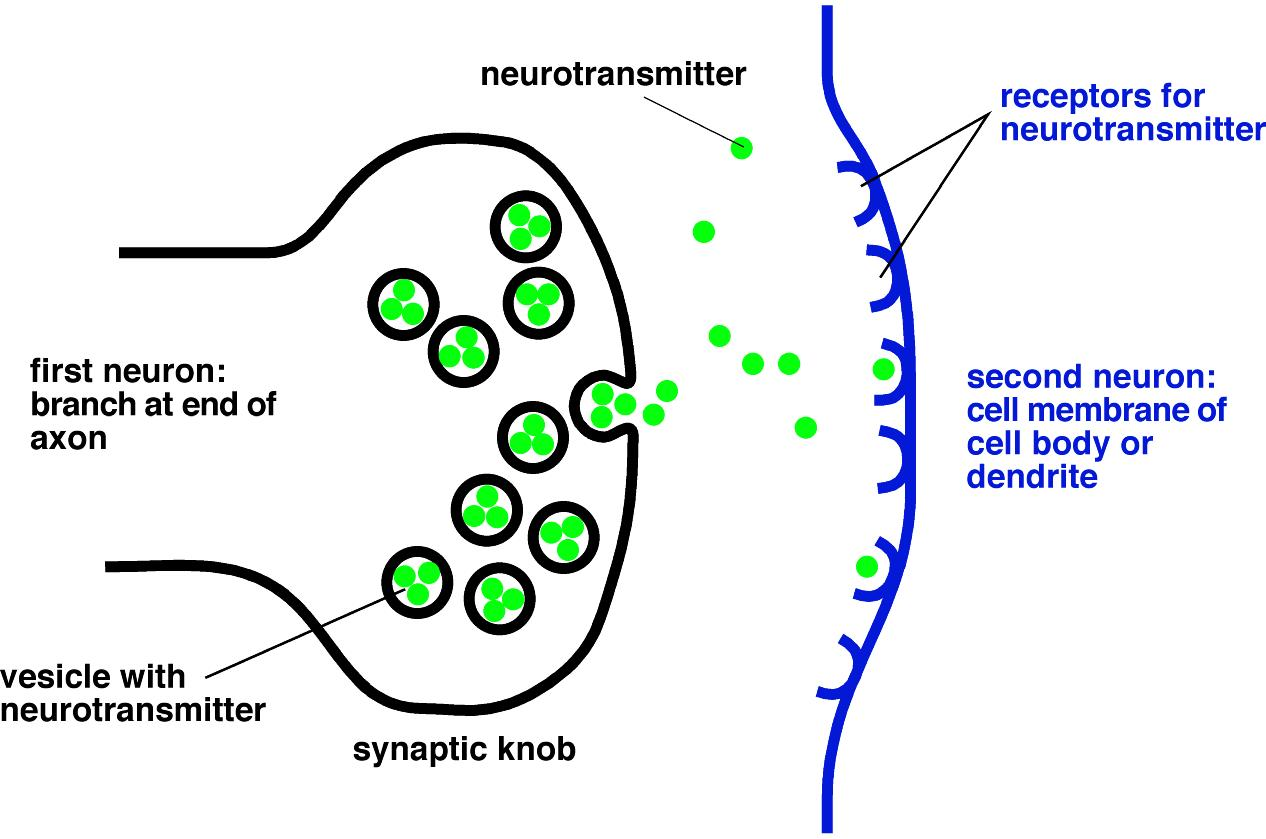 neurotransmitter
receptors for
neurotransmitter
first neuron:
branch at end of
axon
second neuron:
cell membrane of
cell body or
dendrite
vesicle with
neurotransmitter
synaptic knob